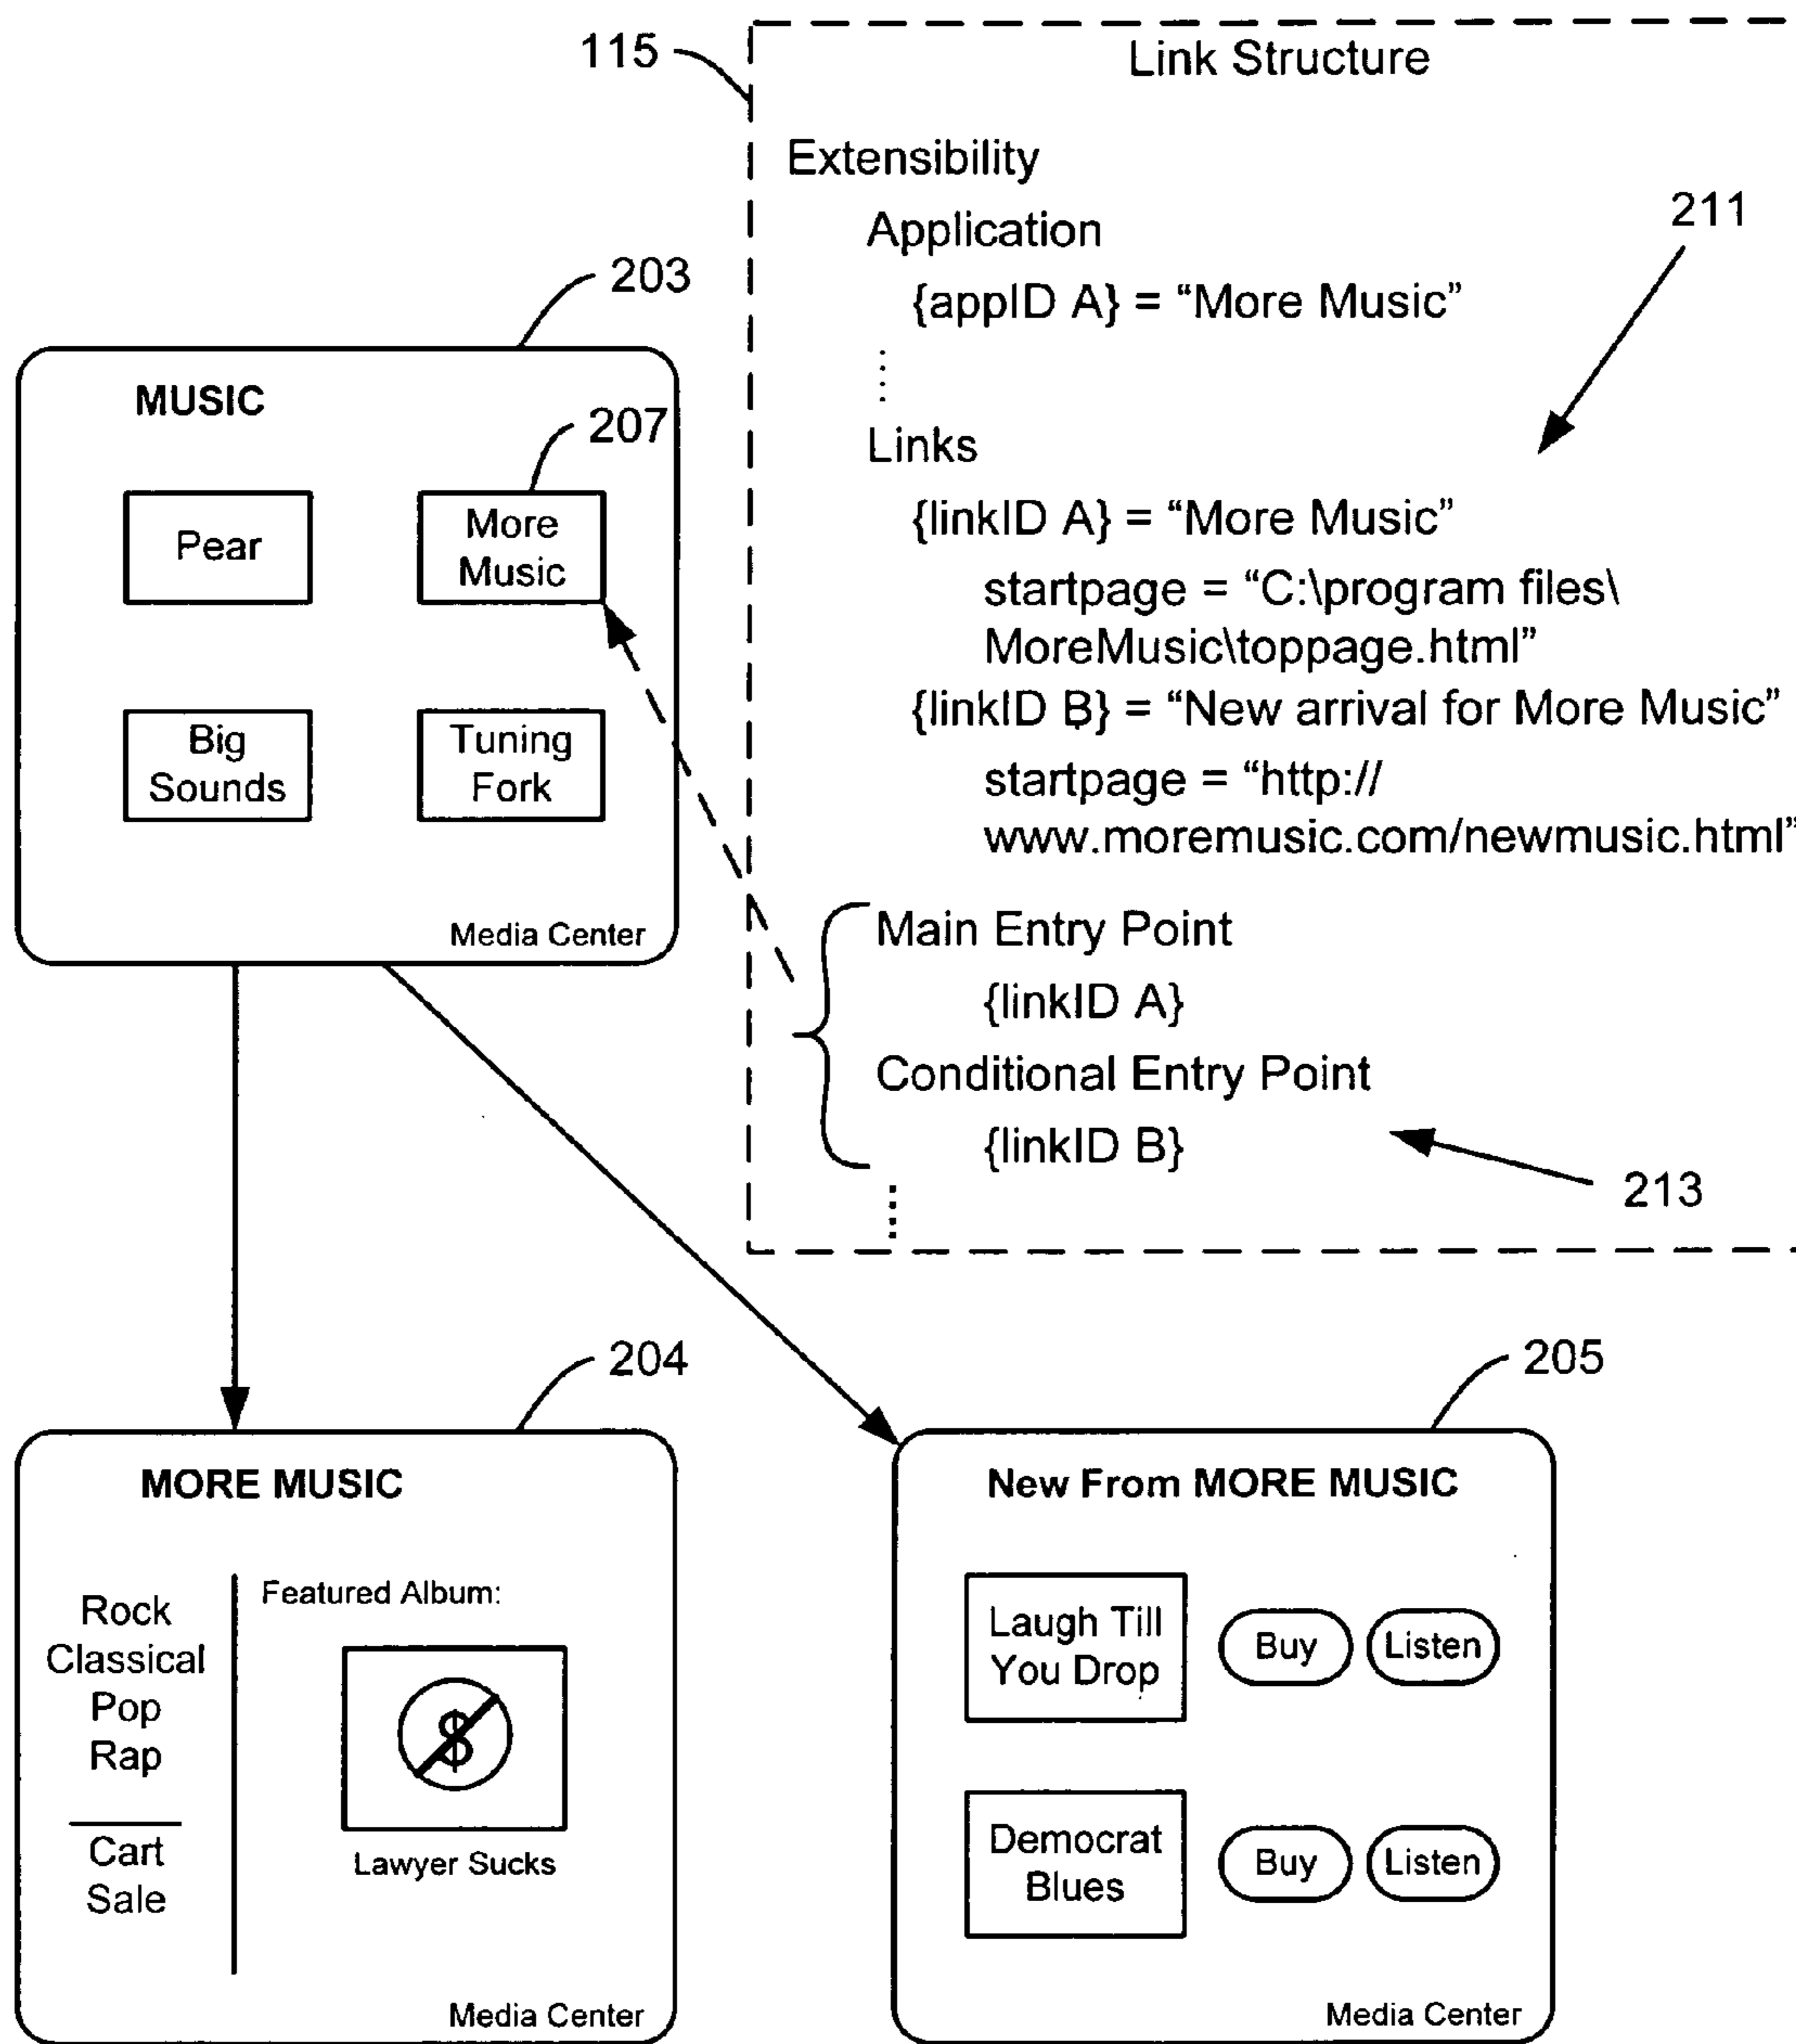 115
Link Structure
Extensibility
Application
{appID A} = “More Music”
211
Links
{linkID A} = “More Music”
startpage = “C:\program files\
MoreMusic\toppage.html”
{linkID B} = “New arrival for More Music”
startpage = “http://
www.moremusic.com/newmusic.html”
Main Entry Point
{linkID A}
Conditional Entry Point
{linkID B}
213
203
MUSIC
207
Pear
More
Music
Big
Sounds
Tuning
Fork
Media Center
204
MORE MUSIC
Rock
Classical
Pop
Rap
Cart
Sale
Featured Album:
$
Lawyer Sucks
Media Center
205
New From MORE MUSIC
Laugh Till
You Drop
Buy
Listen
Democrat
Blues
Buy
Listen
Media Center